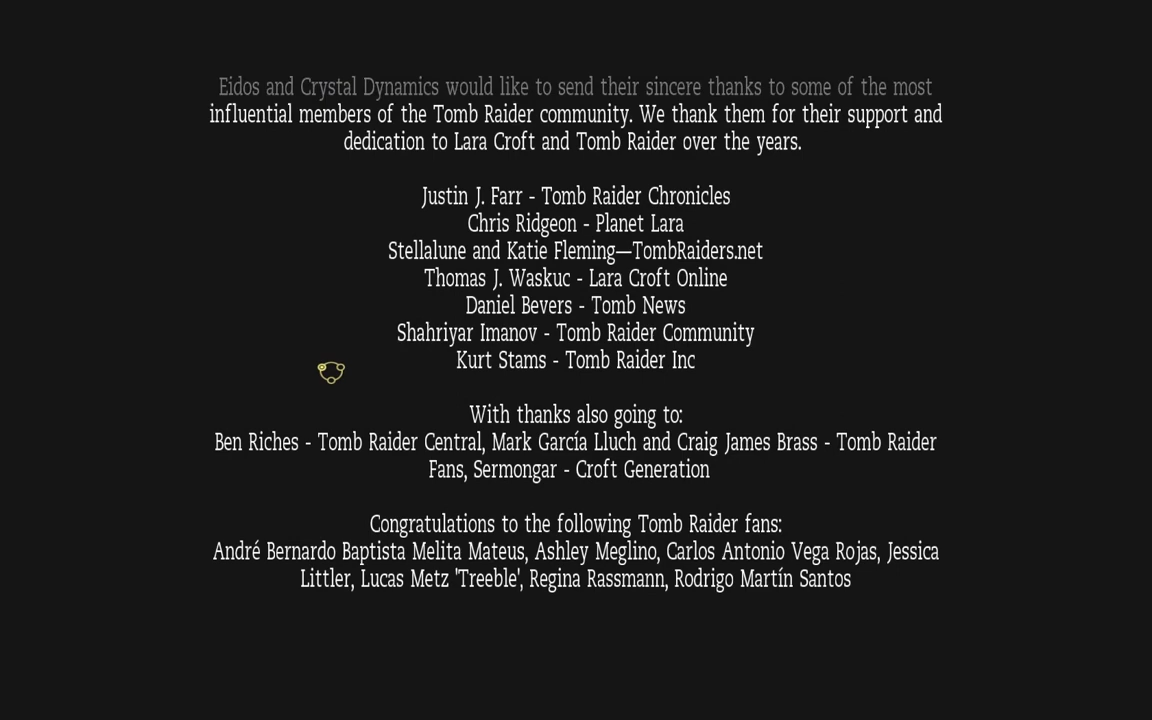 Eidos and Crystal Dynamics would like to send their sincere thanks to some of the most
influential members of the Tomb Raider community. We thank them for their support and
dedication to Lara Croft and Tomb Raider over the years.
Justin J. Farr - Tomb Raider Chronicles
Chris Ridgeon - Planet Lara
Stellalune and Katie Fleming—TombRaiders.net
Thomas J. Waskuc - Lara Croft Online
Daniel Bevers - Tomb News
Shahriyar Imanov - Tomb Raider Community
Kurt Stams - Tomb Raider Inc
With thanks also going to:
Ben Riches - Tomb Raider Central, Mark García Lluch and Craig James Brass - Tomb Raider
Fans, Sermongar - Croft Generation
Congratulations to the following Tomb Raider fans:
André Bernardo Baptista Melita Mateus, Ashley Meglino, Carlos Antonio Vega Rojas, Jessica
Littler, Lucas Metz 'Treeble', Regina Rassmann, Rodrigo Martín Santos